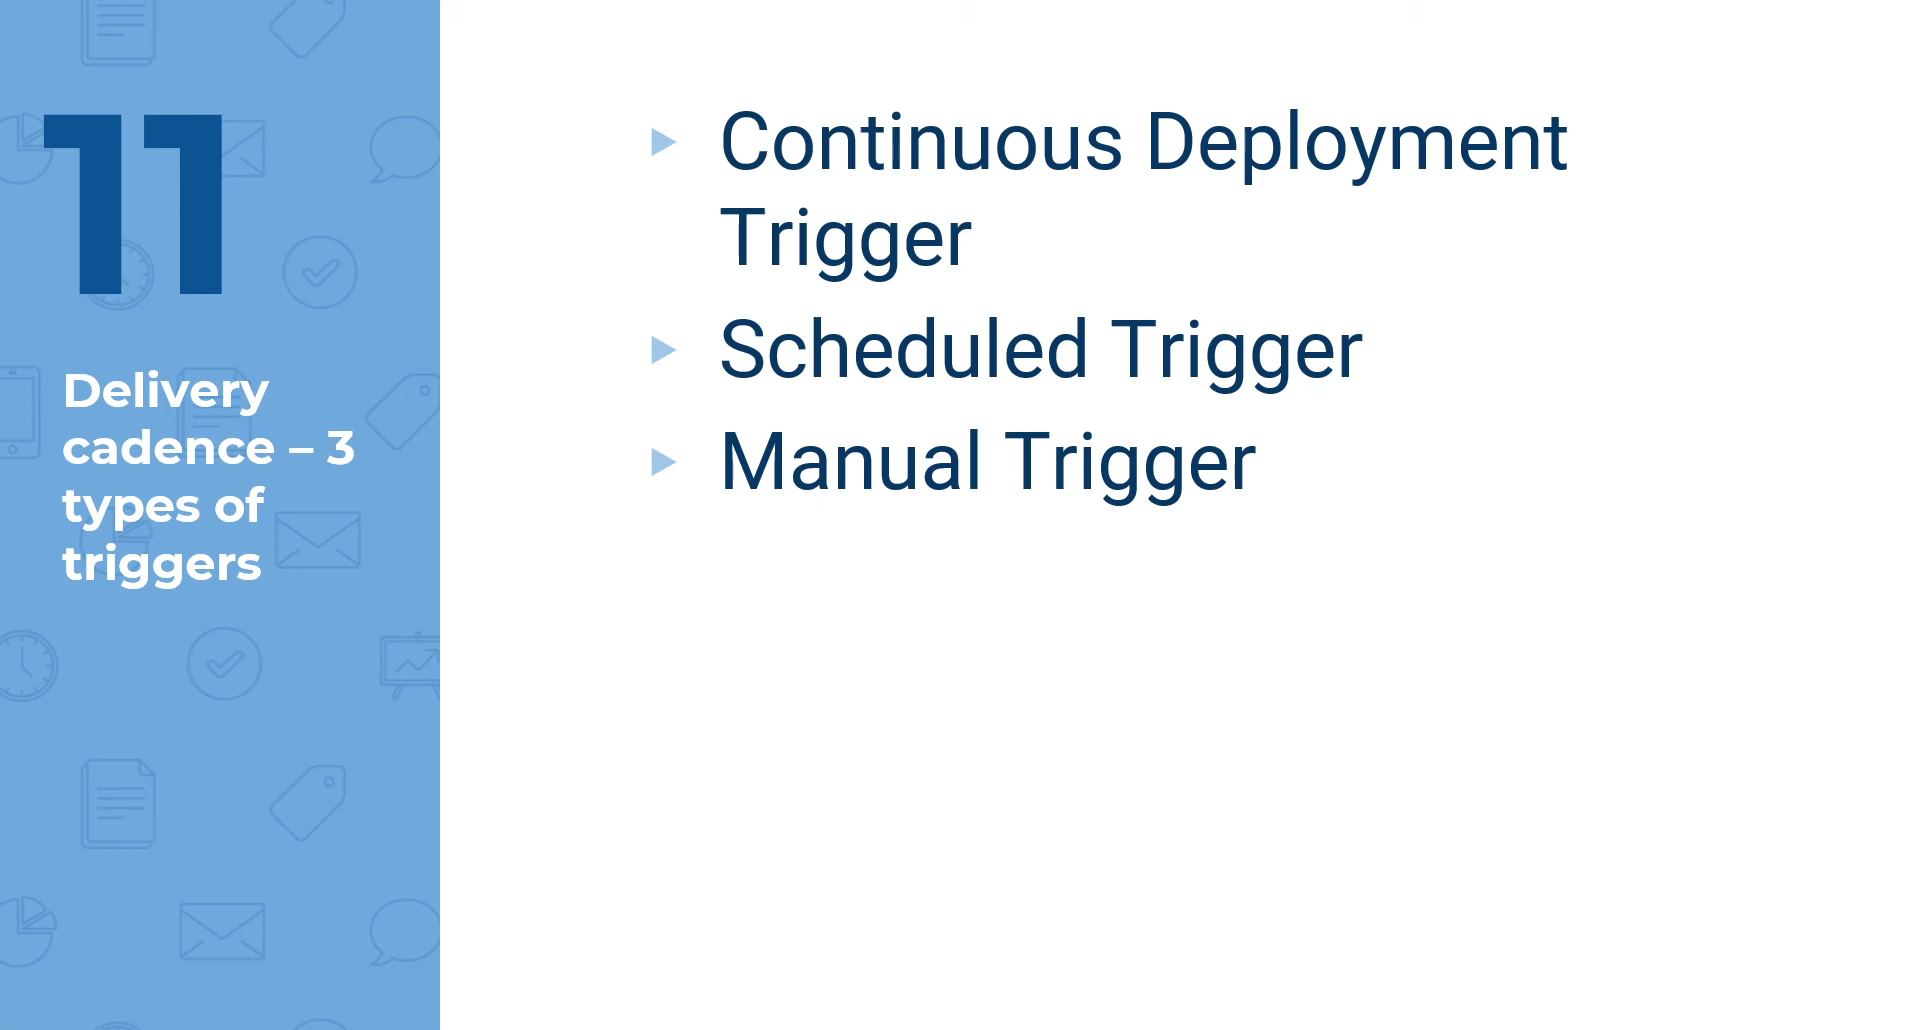 11
Delivery
cadence – 3
types of
triggers
Continuous Deployment
Trigger
Scheduled Trigger
Manual Trigger